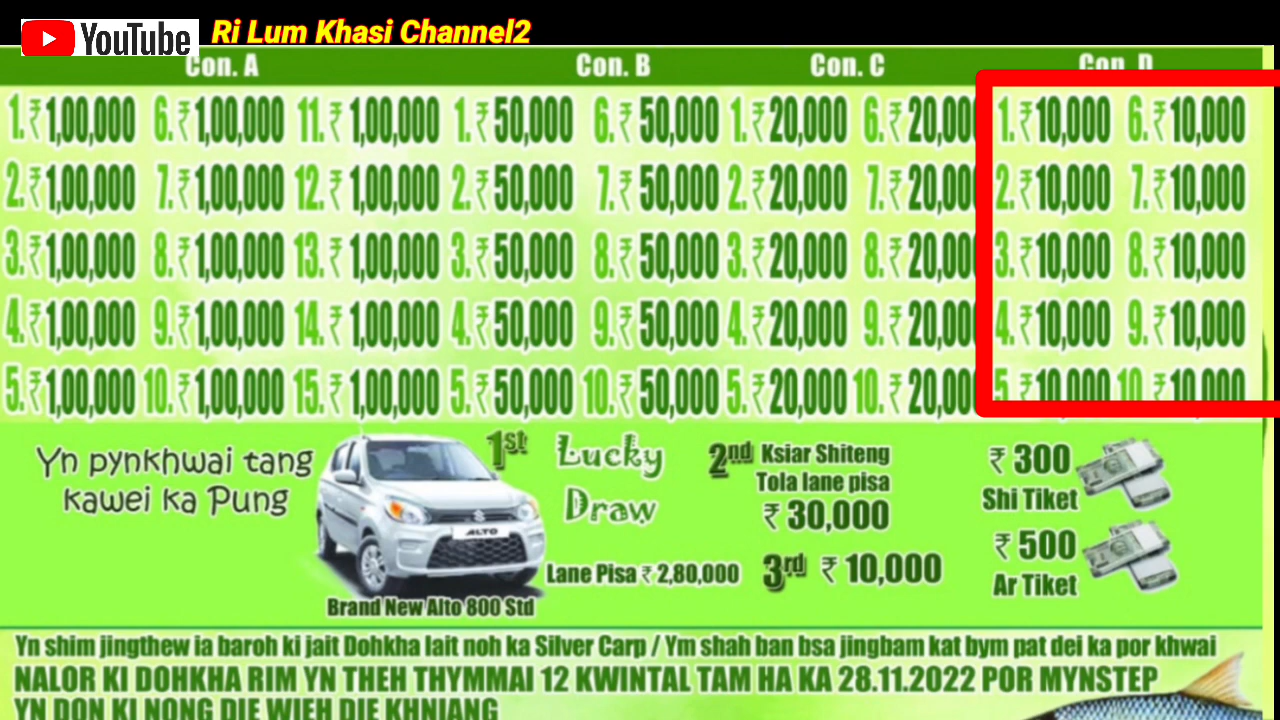 YouTube Ri Lum Khasi Channel2
Con. A Con. B Con. C Con. D
1. ₹ 1,00,000 6. ₹ 1,00,000 11. ₹ 1,00,000 1. ₹ 50,000 6. ₹ 50,000 1. ₹ 20,000 6. ₹ 20,000 1. ₹ 10,000 6. ₹ 10,000
2. ₹ 1,00,000 7. ₹ 1,00,000 12. ₹ 1,00,000 2. ₹ 50,000 7. ₹ 50,000 2. ₹ 20,000 7. ₹ 20,000 2. ₹ 10,000 7. ₹ 10,000
3. ₹ 1,00,000 8. ₹ 1,00,000 13. ₹ 1,00,000 3. ₹ 50,000 8. ₹ 50,000 3. ₹ 20,000 8. ₹ 20,000 3. ₹ 10,000 8. ₹ 10,000
4. ₹ 1,00,000 9. ₹ 1,00,000 14. ₹ 1,00,000 4. ₹ 50,000 9. ₹ 50,000 4. ₹ 20,000 9. ₹ 20,000 4. ₹ 10,000 9. ₹ 10,000
5. ₹ 1,00,000 10. ₹ 1,00,000 15. ₹ 1,00,000 5. ₹ 50,000 10. ₹ 50,000 5. ₹ 20,000 10. ₹ 20,000 5. ₹ 10,000 10. ₹ 10,000
Yn pynkhwai tang
kawei ka Pung
1st
ALTO
Brand New Alto 800 Std
Lucky
Draw
Lane Pisa ₹ 2,80,000
2nd Ksiar Shiteng
Tola lane pisa
₹ 30,000
3rd ₹ 10,000
₹ 300
Shi Tiket
₹ 500
Ar Tiket
Yn shim jingthew ia baroh ki jait Dohkha lait noh ka Silver Carp / Ym shah ban bsa jingbam kat bym pat dei ka por khwai
NALOR KI DOHKHA RIM YN THEH THYMMAI 12 KWINTAL TAM HA KA 28.11.2022 POR MYNSTEP
YN DON KI NONG DIE WIEH DIE KHNIANG